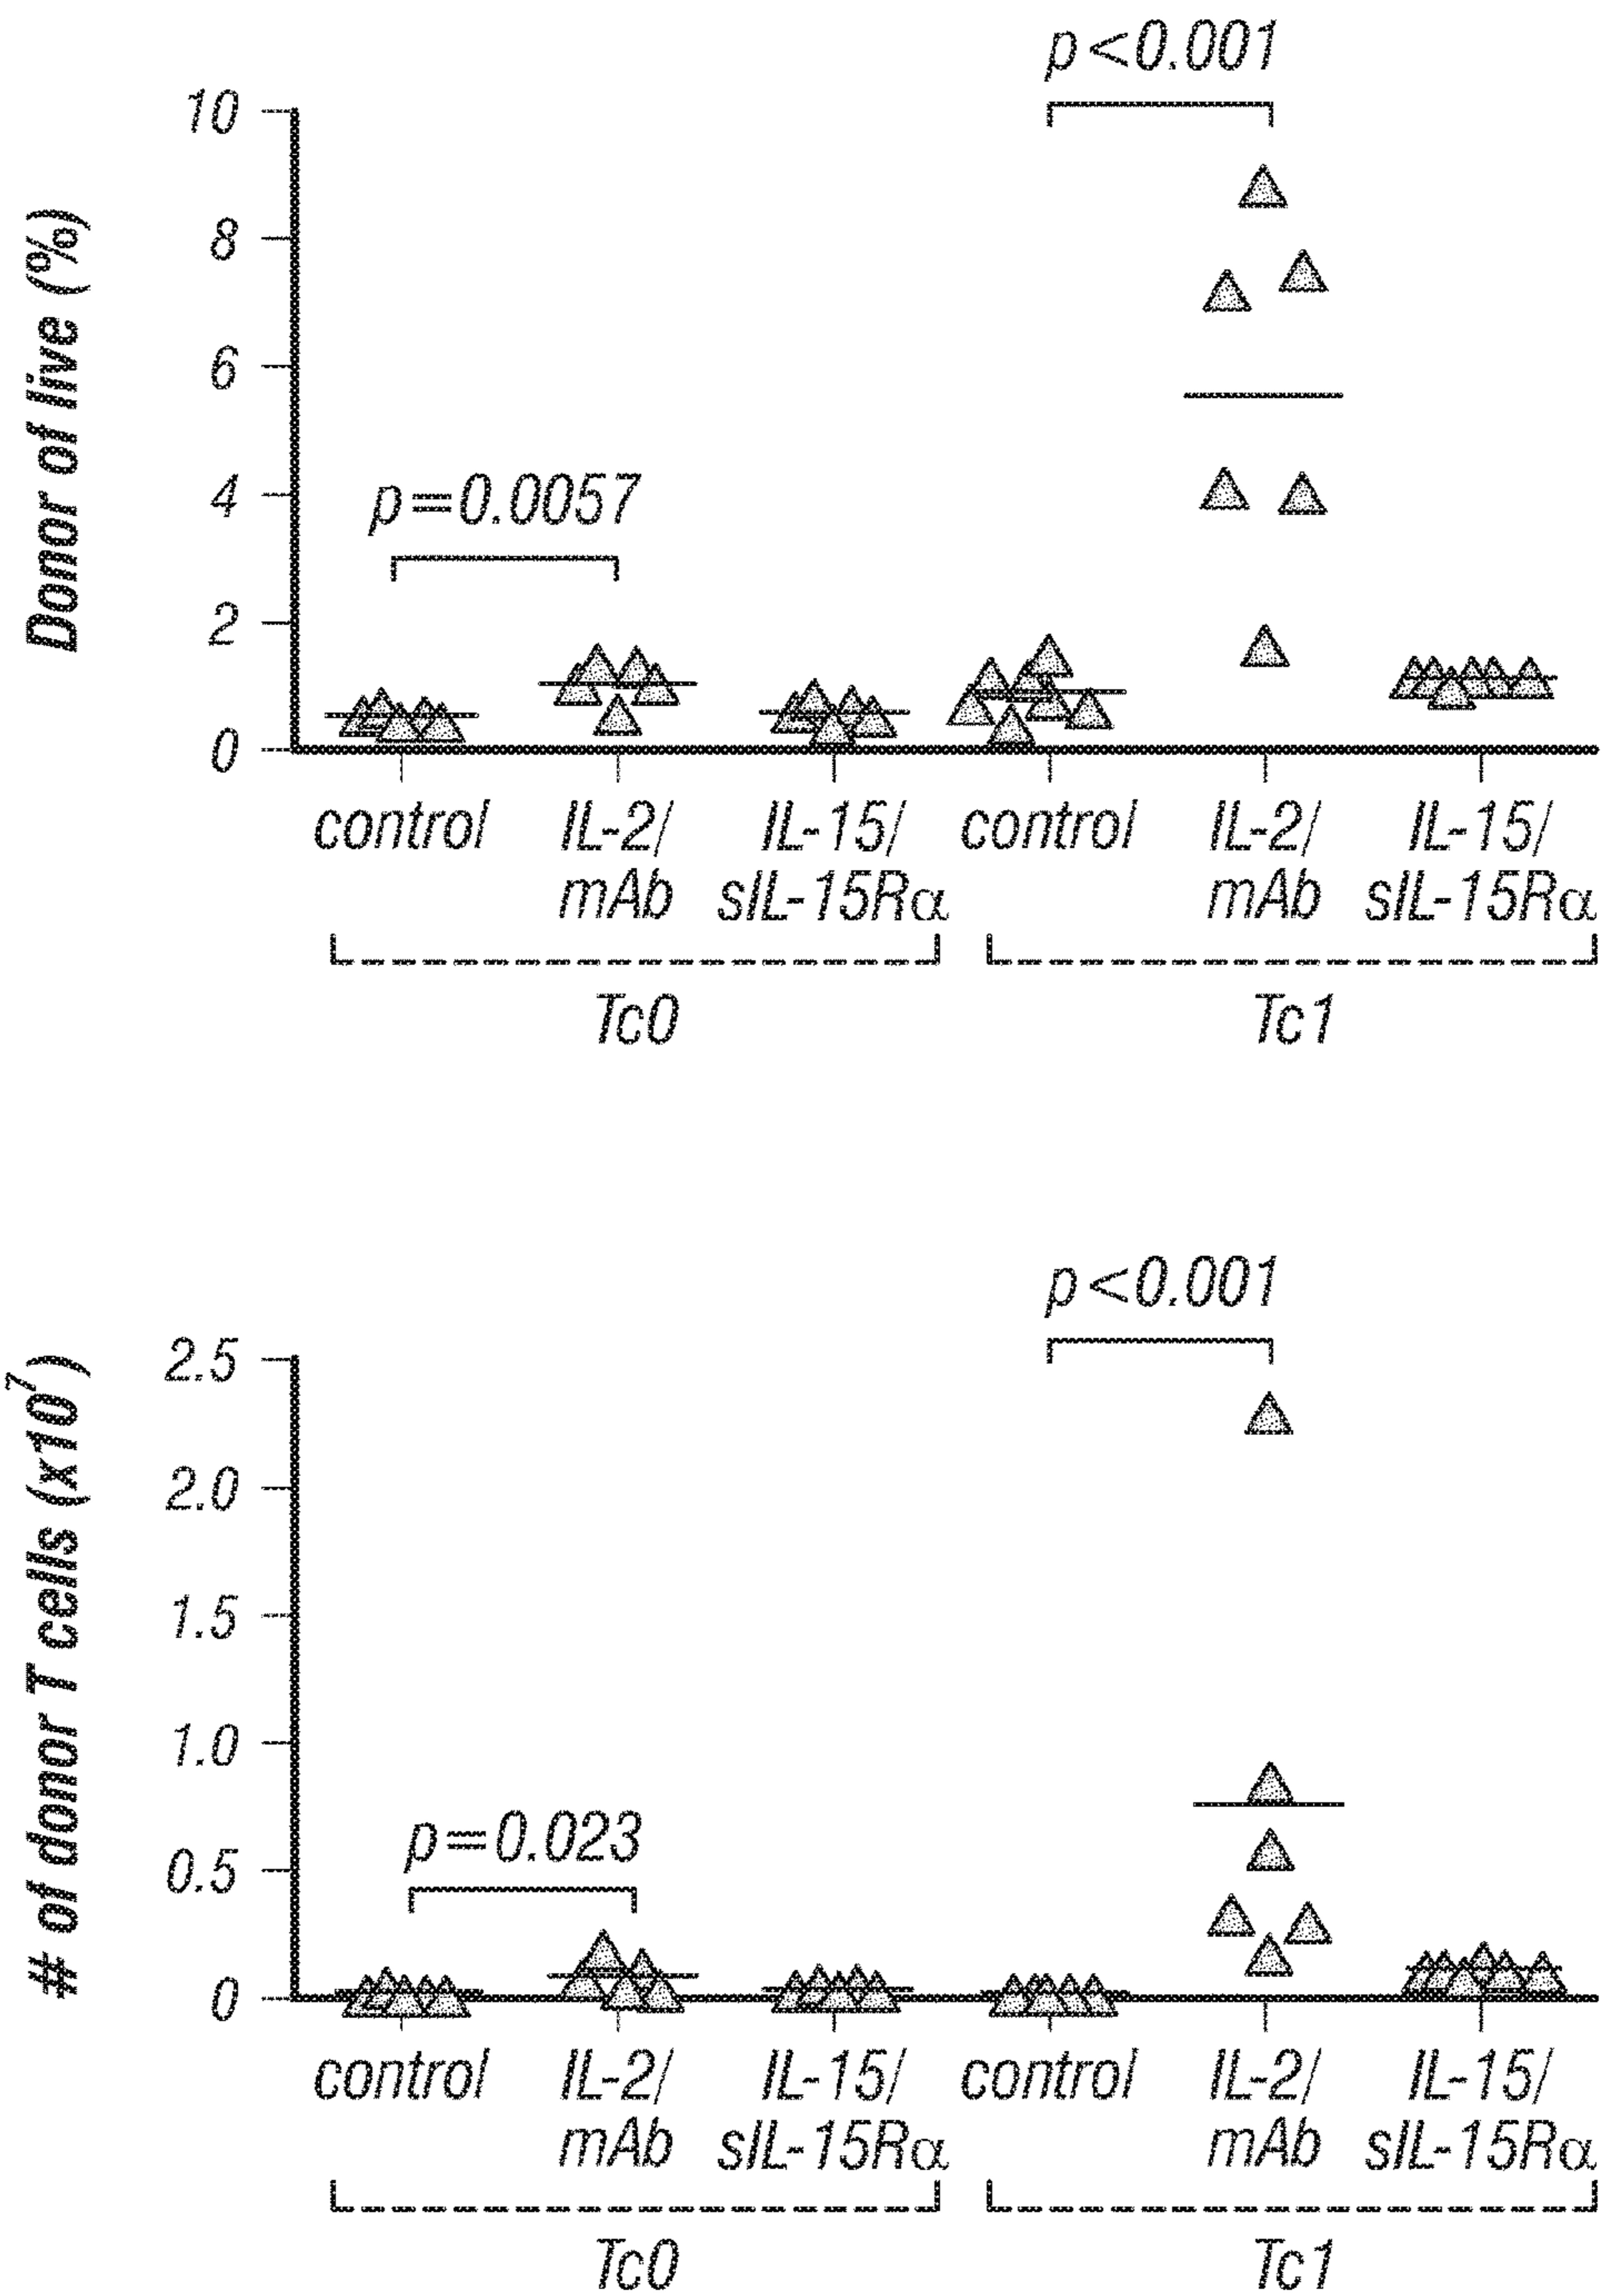 p<0.001
10
8
6
4
2
0
Donor of live (%)
p=0.0057
control IL-2/ IL-15/ control IL-2/ IL-15/
mAb sIL-15Rα mAb sIL-15Rα
Tc0 Tc1
p<0.001
2.5
2.0
1.5
1.0
0.5
0
# of donor T cells (x10⁷)
p=0.023
control IL-2/ IL-15/ control IL-2/ IL-15/
mAb sIL-15Rα mAb sIL-15Rα
Tc0 Tc1